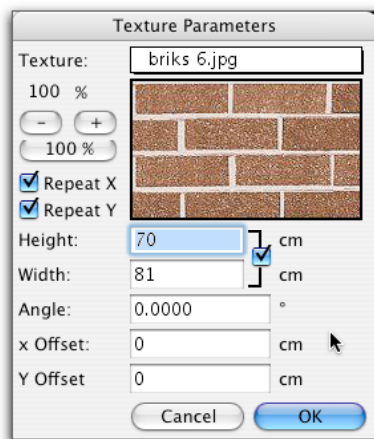 Texture Parameters
Texture: briks 6.jpg
100 %
- +
100 %
Repeat X
Repeat Y
Height: 70 cm
Width: 81 cm
Angle: 0.0000 °
x Offset: 0 cm
Y Offset 0 cm
Cancel OK